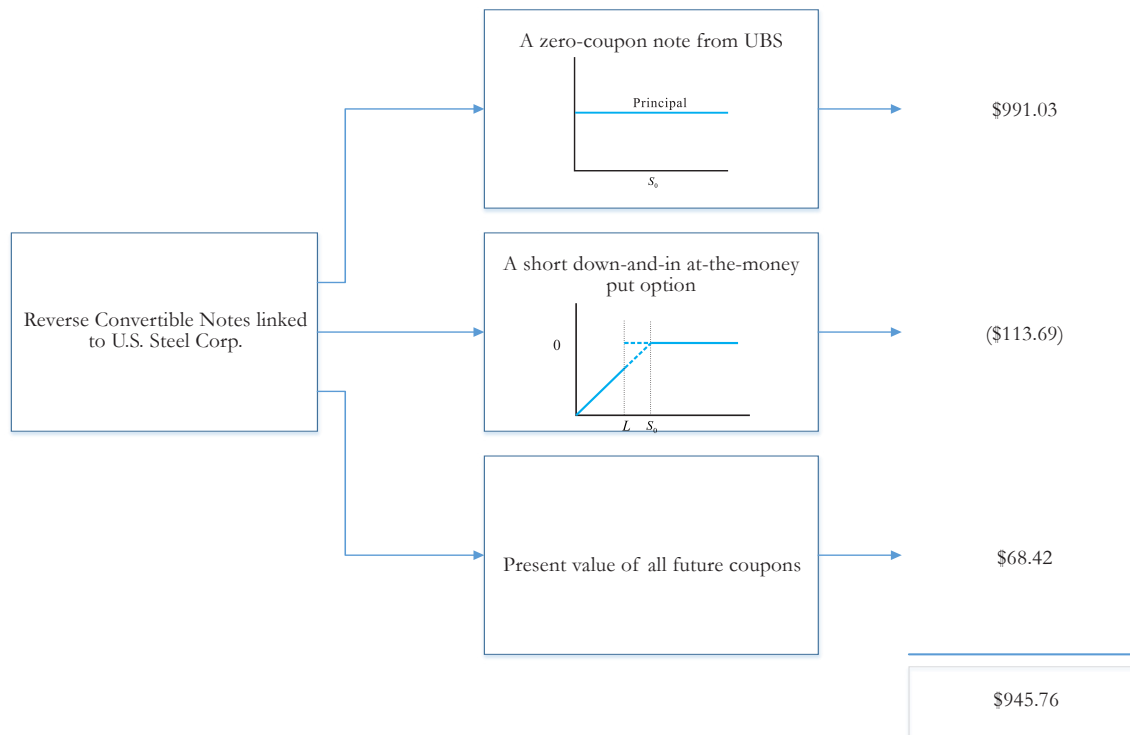 A zero-coupon note from UBS
Principal
S₀
$991.03
Reverse Convertible Notes linked
to U.S. Steel Corp.
A short down-and-in at-the-money
put option
0
L S₀
($113.69)
Present value of all future coupons
$68.42
$945.76